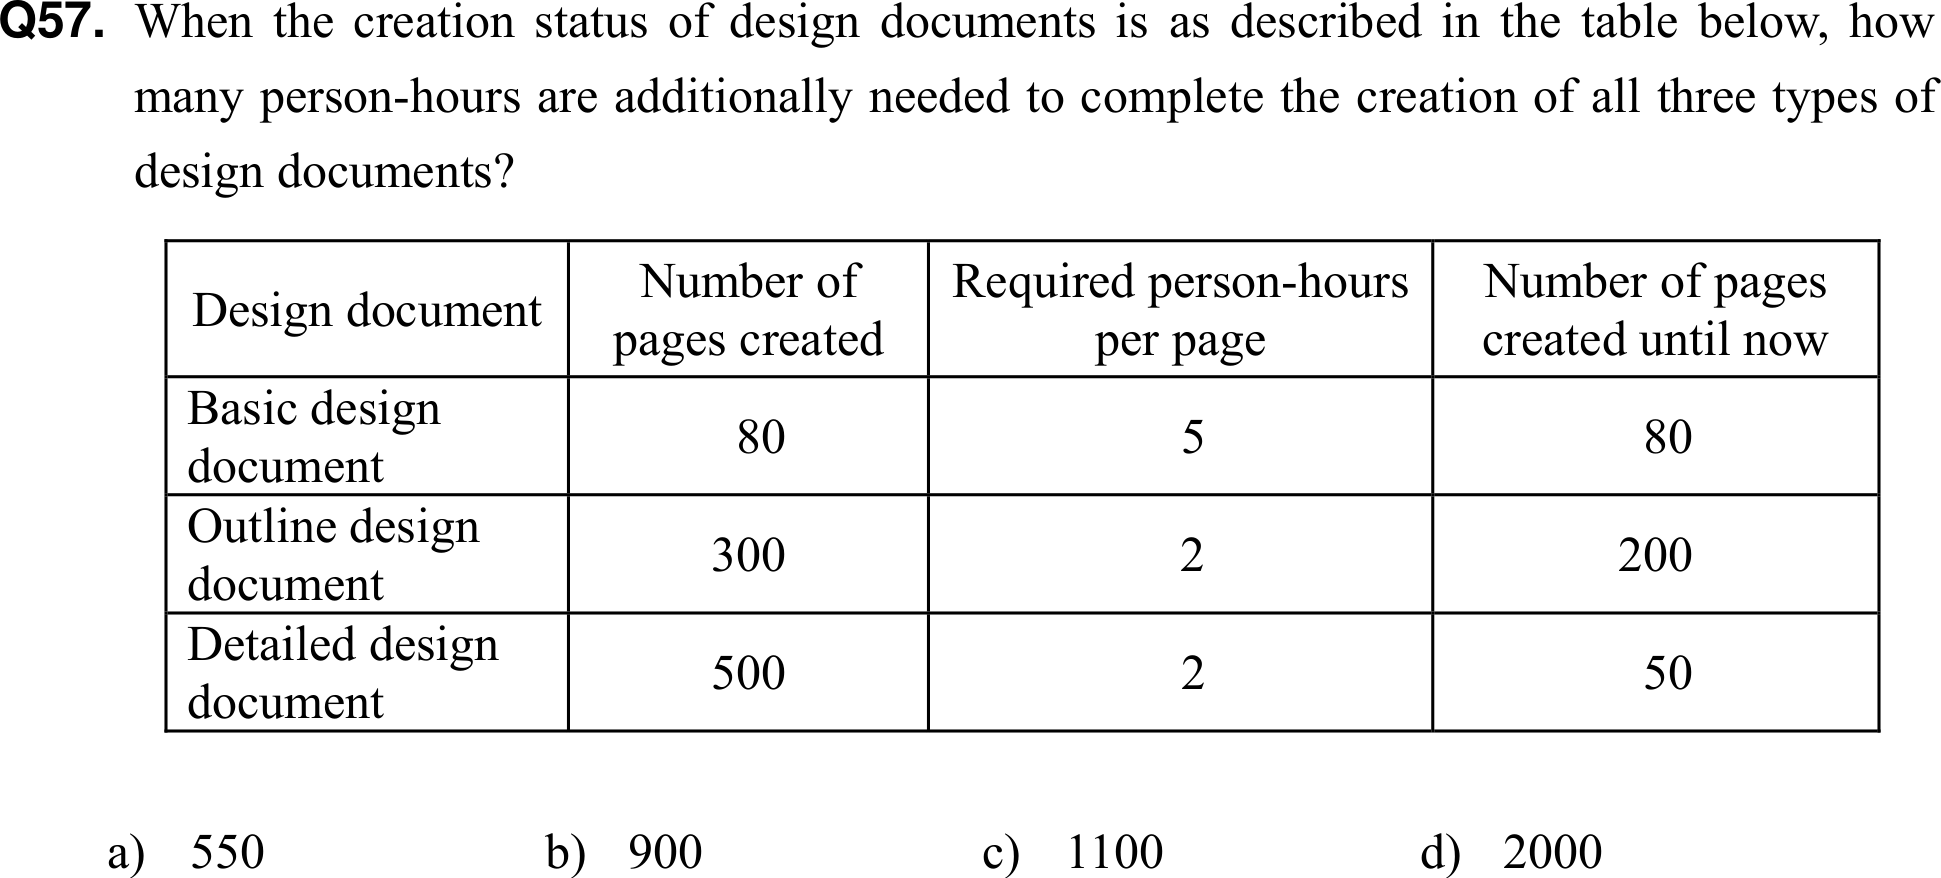 Q57. When the creation status of design documents is as described in the table below, how
many person-hours are additionally needed to complete the creation of all three types of
design documents?
Design document
Number of
pages created
Required person-hours
per page
Number of pages
created until now
Basic design
document
80
5
80
Outline design
document
300
2
200
Detailed design
document
500
2
50
a) 550 b) 900 c) 1100 d) 2000